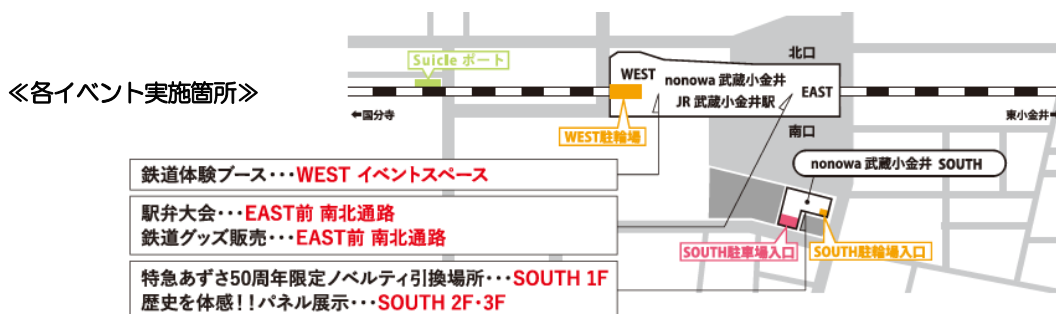 ≪各イベント実施箇所≫
Suicle ポート
北口
WEST
nonowa 武蔵小金井
JR 武蔵小金井駅
EAST
←国分寺
東小金井→
WEST駐輪場
南口
nonowa 武蔵小金井 SOUTH
鉄道体験ブース・・・WEST イベントスペース
駅弁大会・・・EAST前 南北通路
鉄道グッズ販売・・・EAST前 南北通路
SOUTH駐車場入口
SOUTH駐輪場入口
特急あずさ50周年限定ノベルティ引換場所・・・SOUTH 1F
歴史を体感!!パネル展示・・・SOUTH 2F・3F